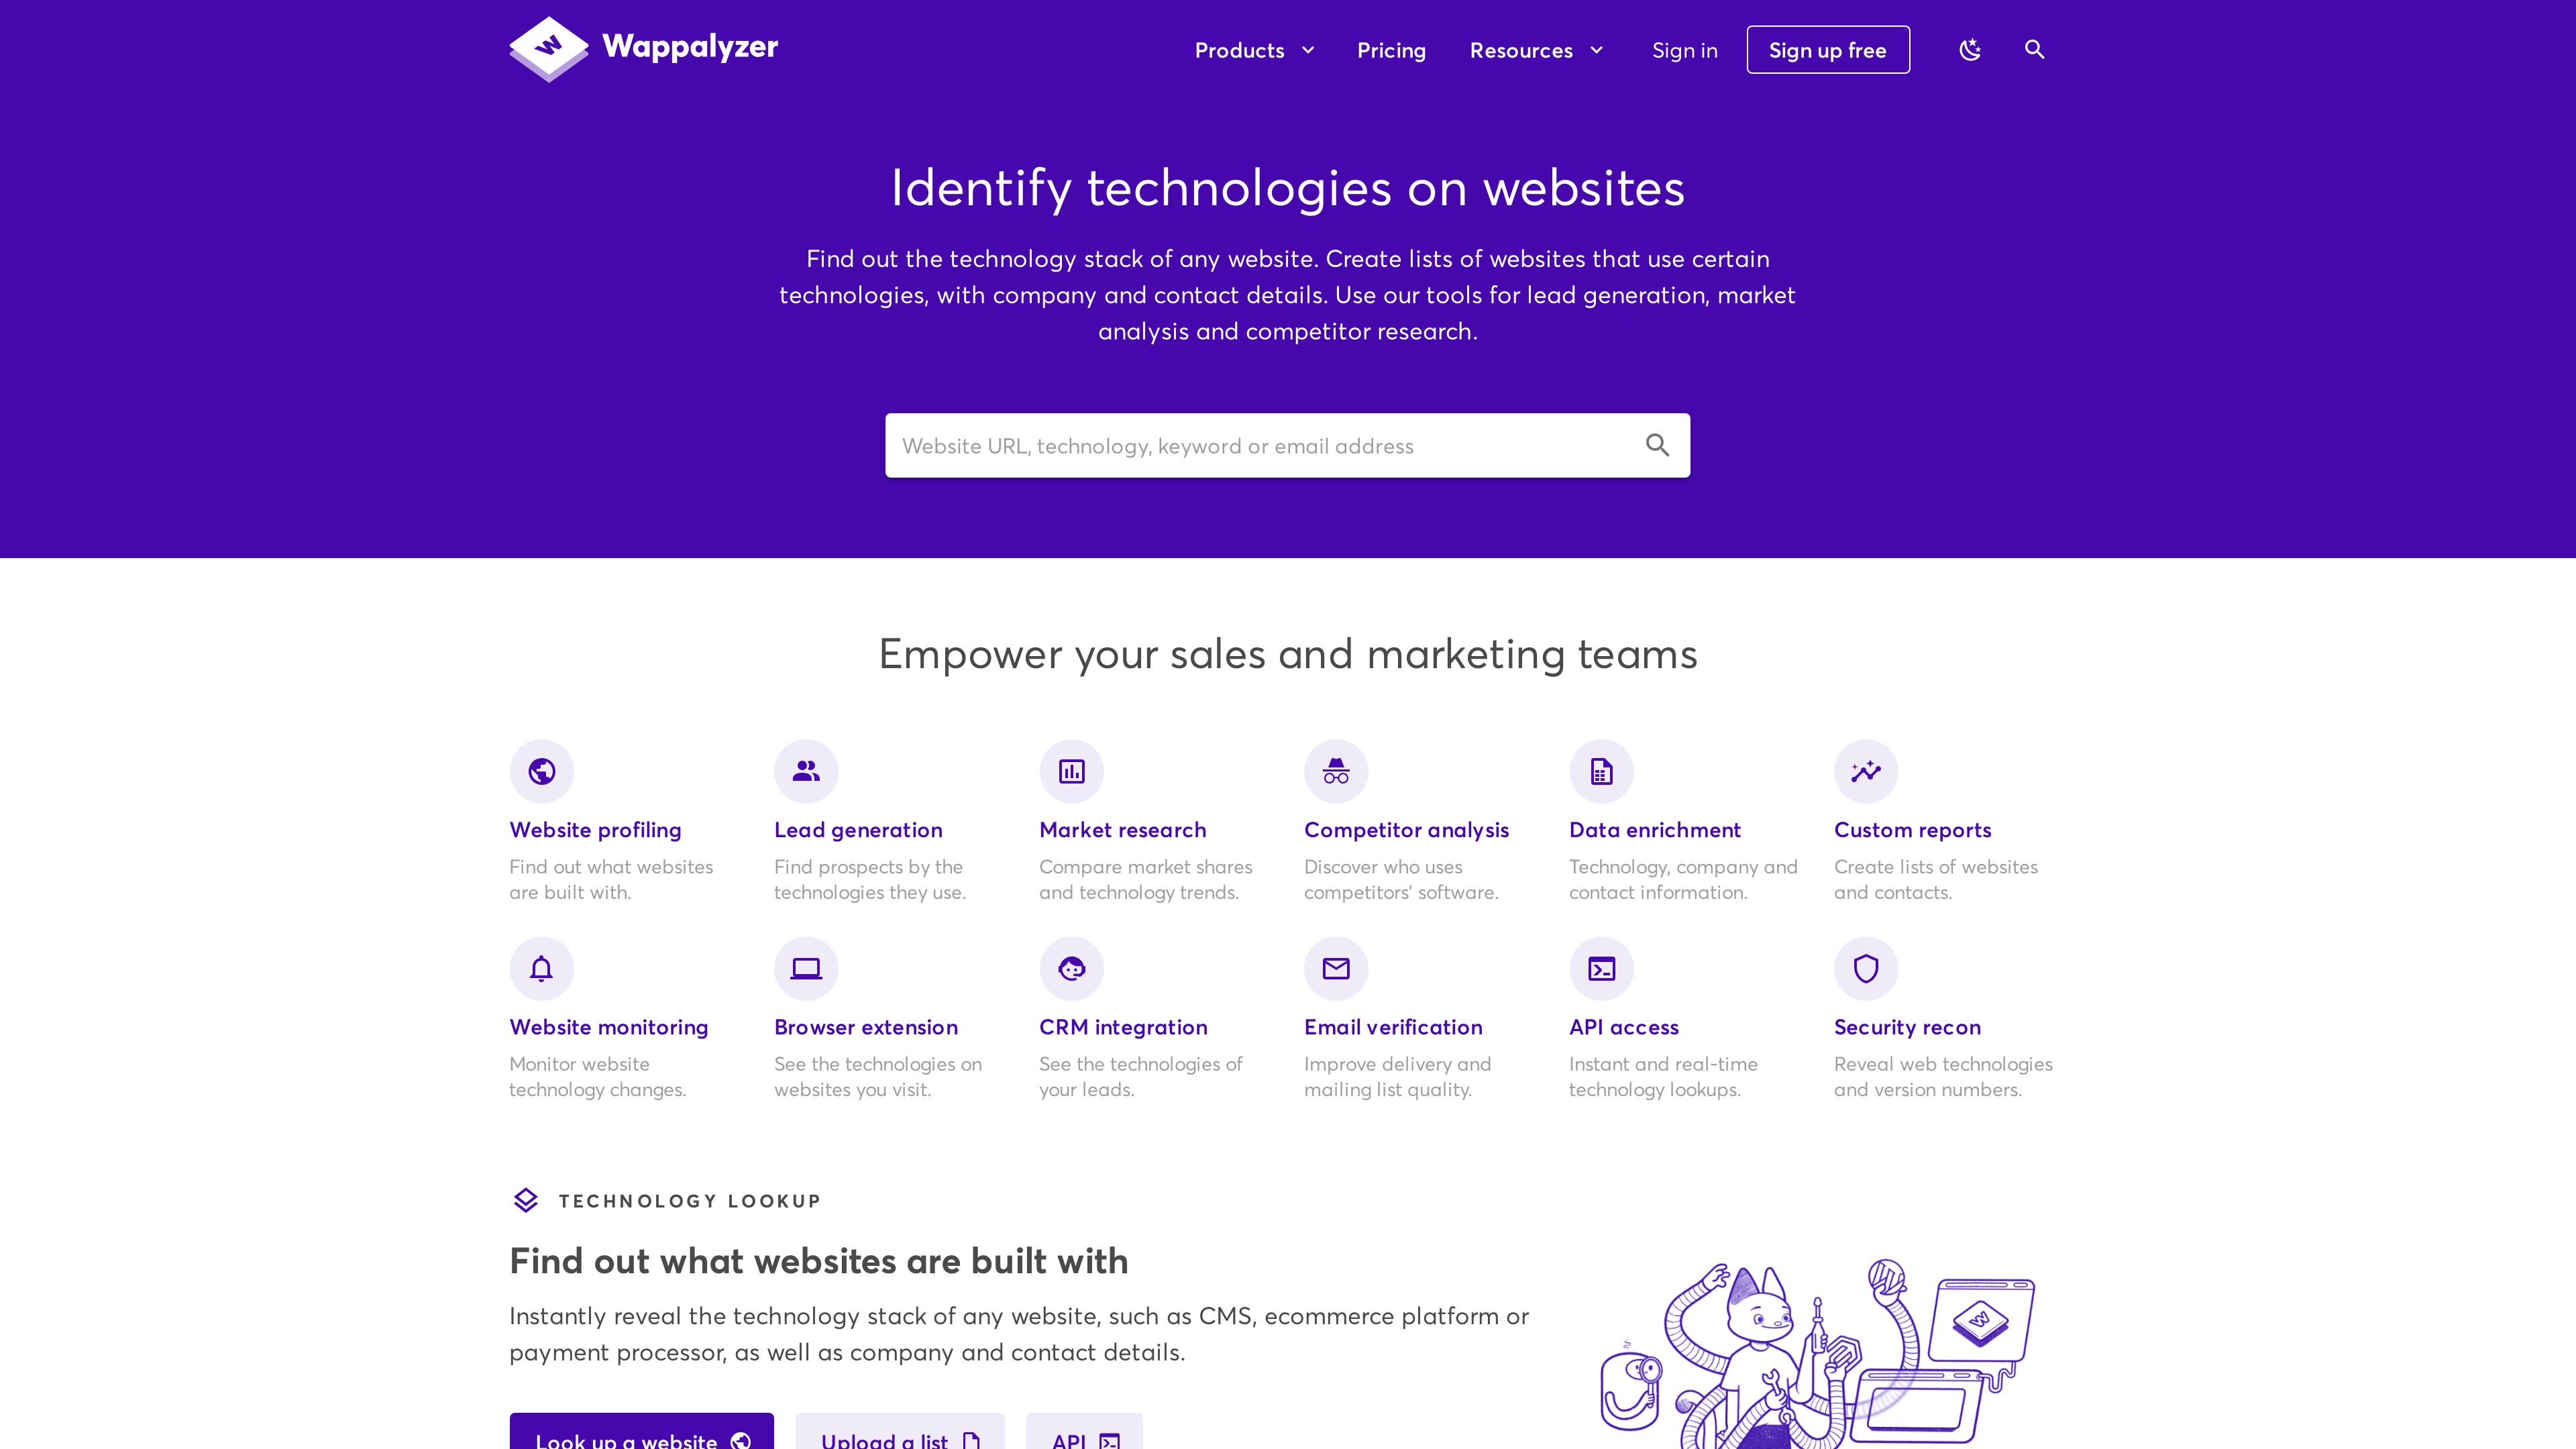 Wappalyzer
Products
Pricing
Resources
Sign in
Sign up free
Identify technologies on websites
Find out the technology stack of any website. Create lists of websites that use certain
technologies, with company and contact details. Use our tools for lead generation, market
analysis and competitor research.
Website URL, technology, keyword or email address
Empower your sales and marketing teams
Website profiling
Find out what websites
are built with.
Lead generation
Find prospects by the
technologies they use.
Market research
Compare market shares
and technology trends.
Competitor analysis
Discover who uses
competitors' software.
Data enrichment
Technology, company and
contact information.
Custom reports
Create lists of websites
and contacts.
Website monitoring
Monitor website
technology changes.
Browser extension
See the technologies on
websites you visit.
CRM integration
See the technologies of
your leads.
Email verification
Improve delivery and
mailing list quality.
API access
Instant and real-time
technology lookups.
Security recon
Reveal web technologies
and version numbers.
TECHNOLOGY LOOKUP
Find out what websites are built with
Instantly reveal the technology stack of any website, such as CMS, ecommerce platform or
payment processor, as well as company and contact details.
Look up a website
Upload a list
API